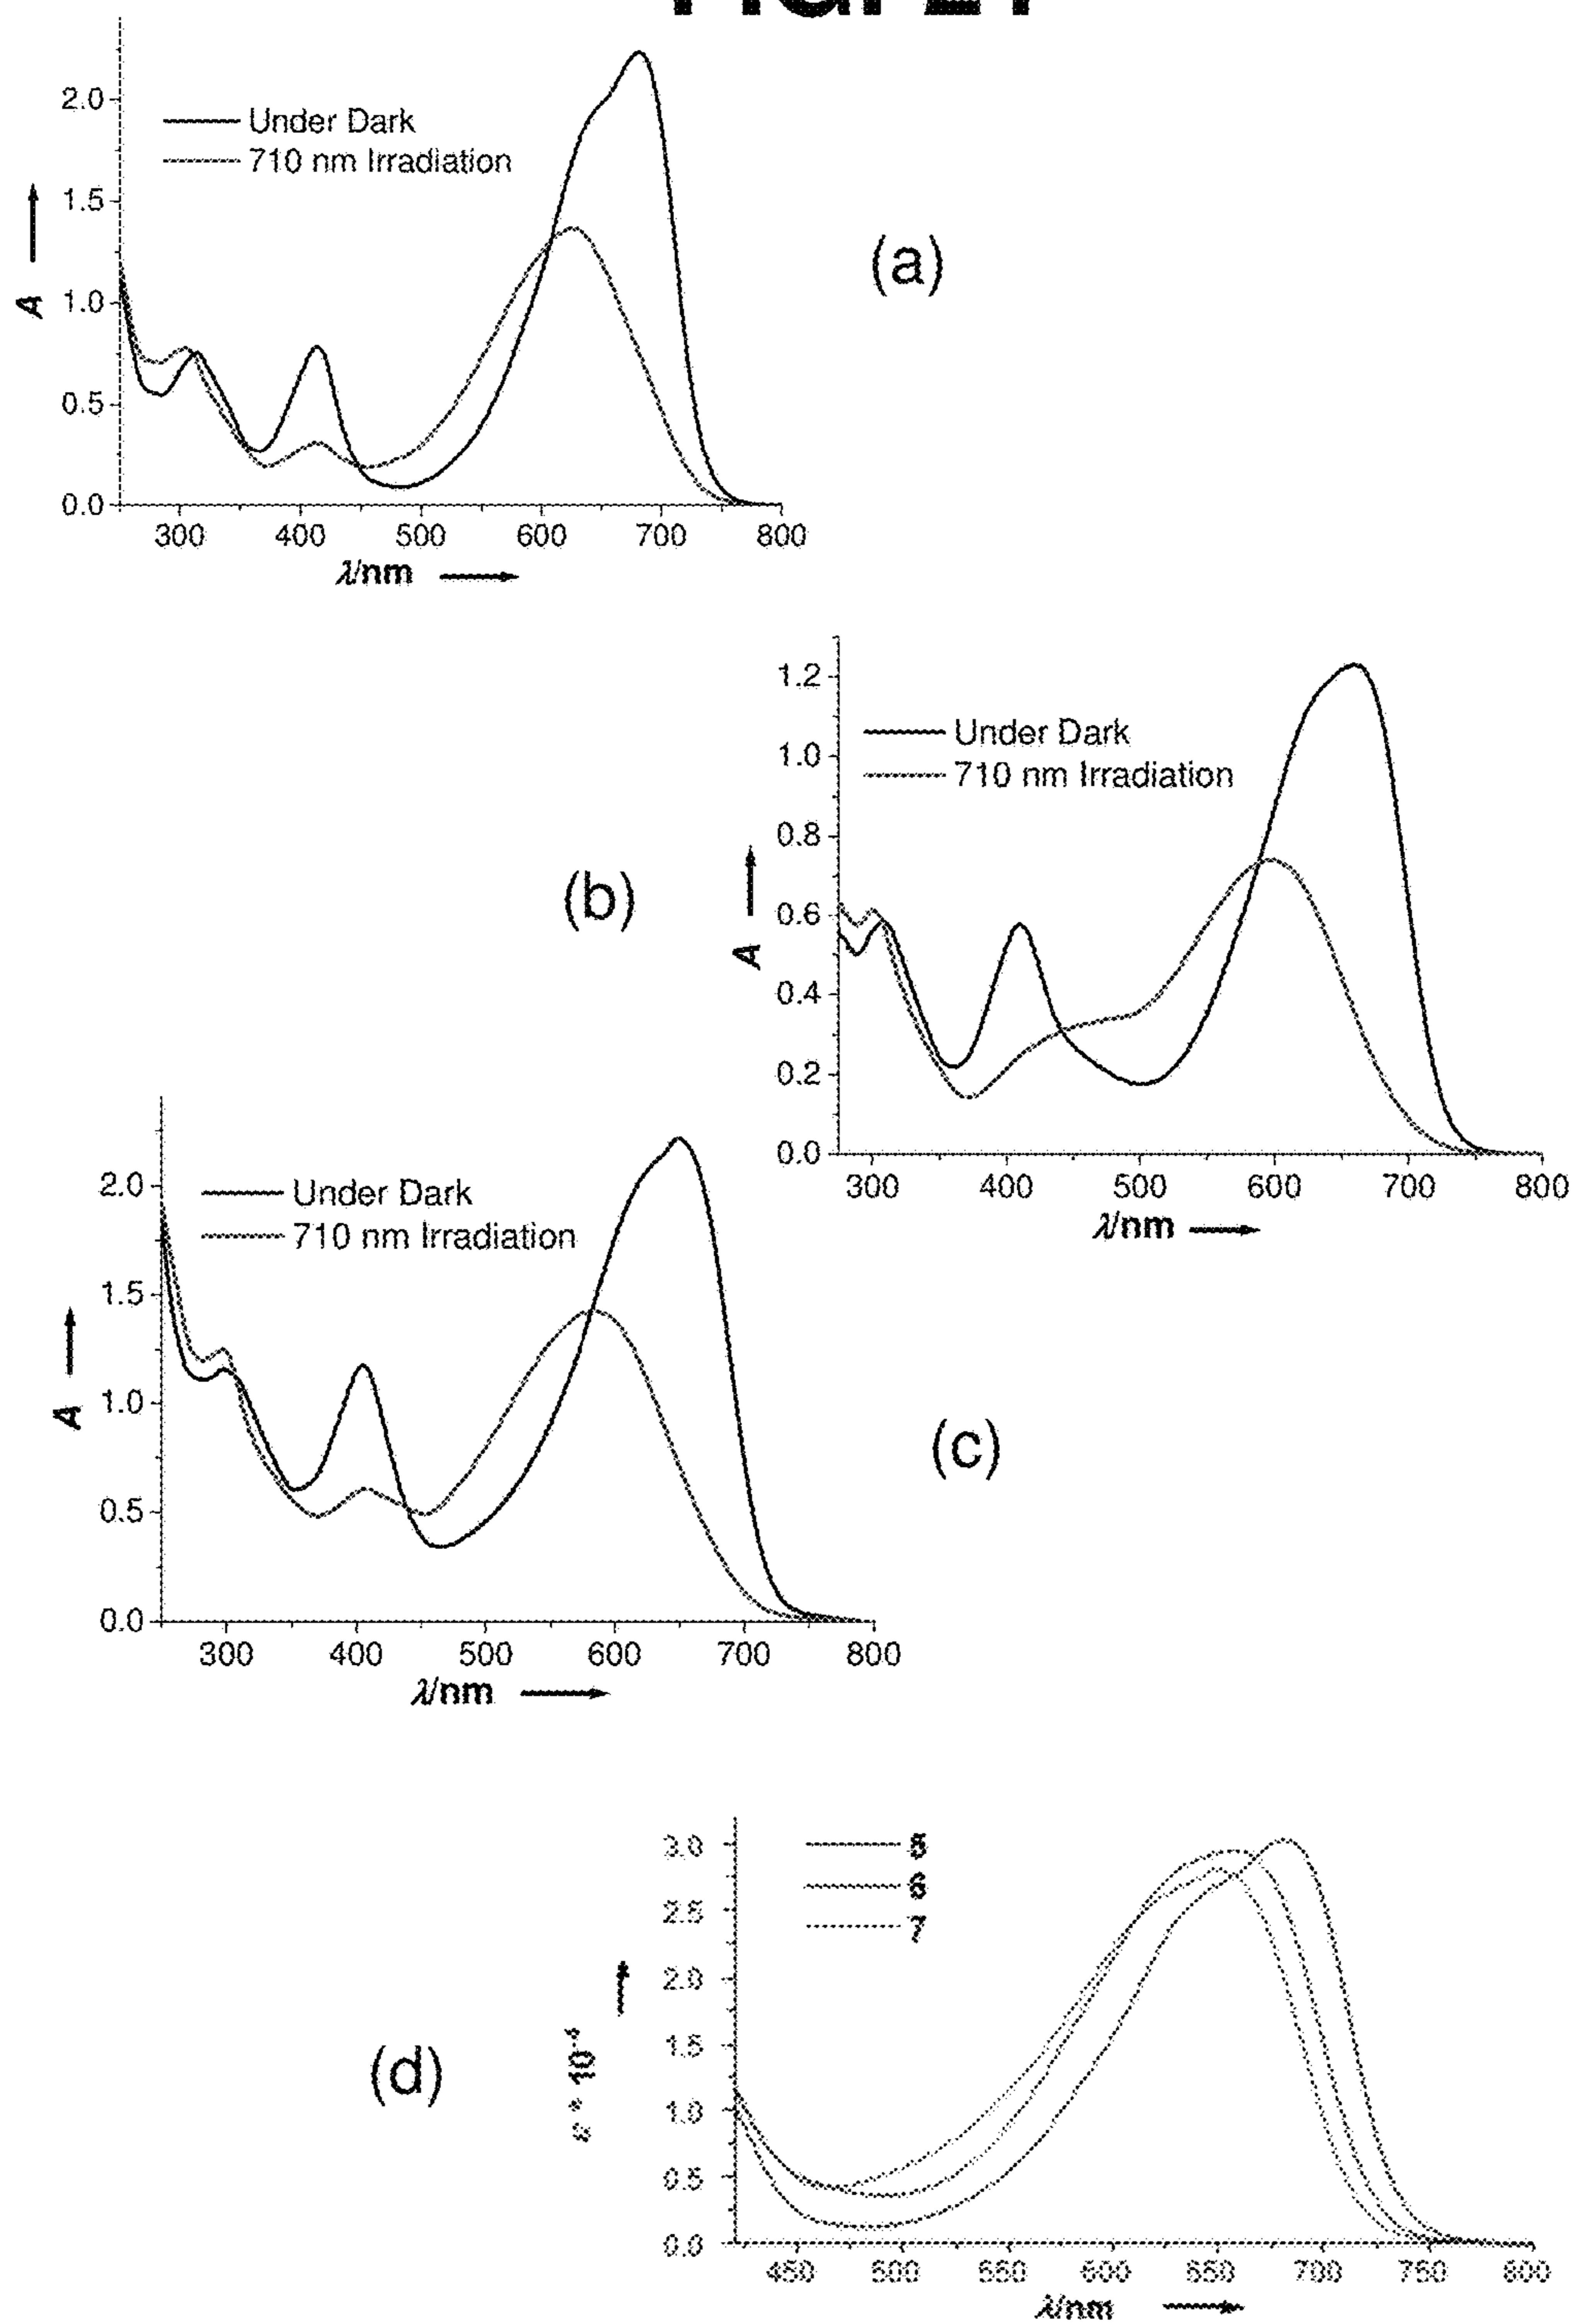 2.0
Under Dark
710 nm Irradiation
1.5
A
1.0
(a)
0.5
0.0
300 400 500 600 700 800
λ/nm
1.2
Under Dark
1.0
710 nm Irradiation
0.8
(b)
0.6
A
0.4
0.2
0.0
300 400 500 600 700 800
λ/nm
2.0
Under Dark
710 nm Irradiation
1.5
1.0
A
(c)
0.5
0.0
300 400 500 600 700 800
λ/nm
3.0
5
6
2.5
7
2.0
1.5
(d)
1.0
0.5
0.0
450 500 550 600 650 700 750 800
λ/nm